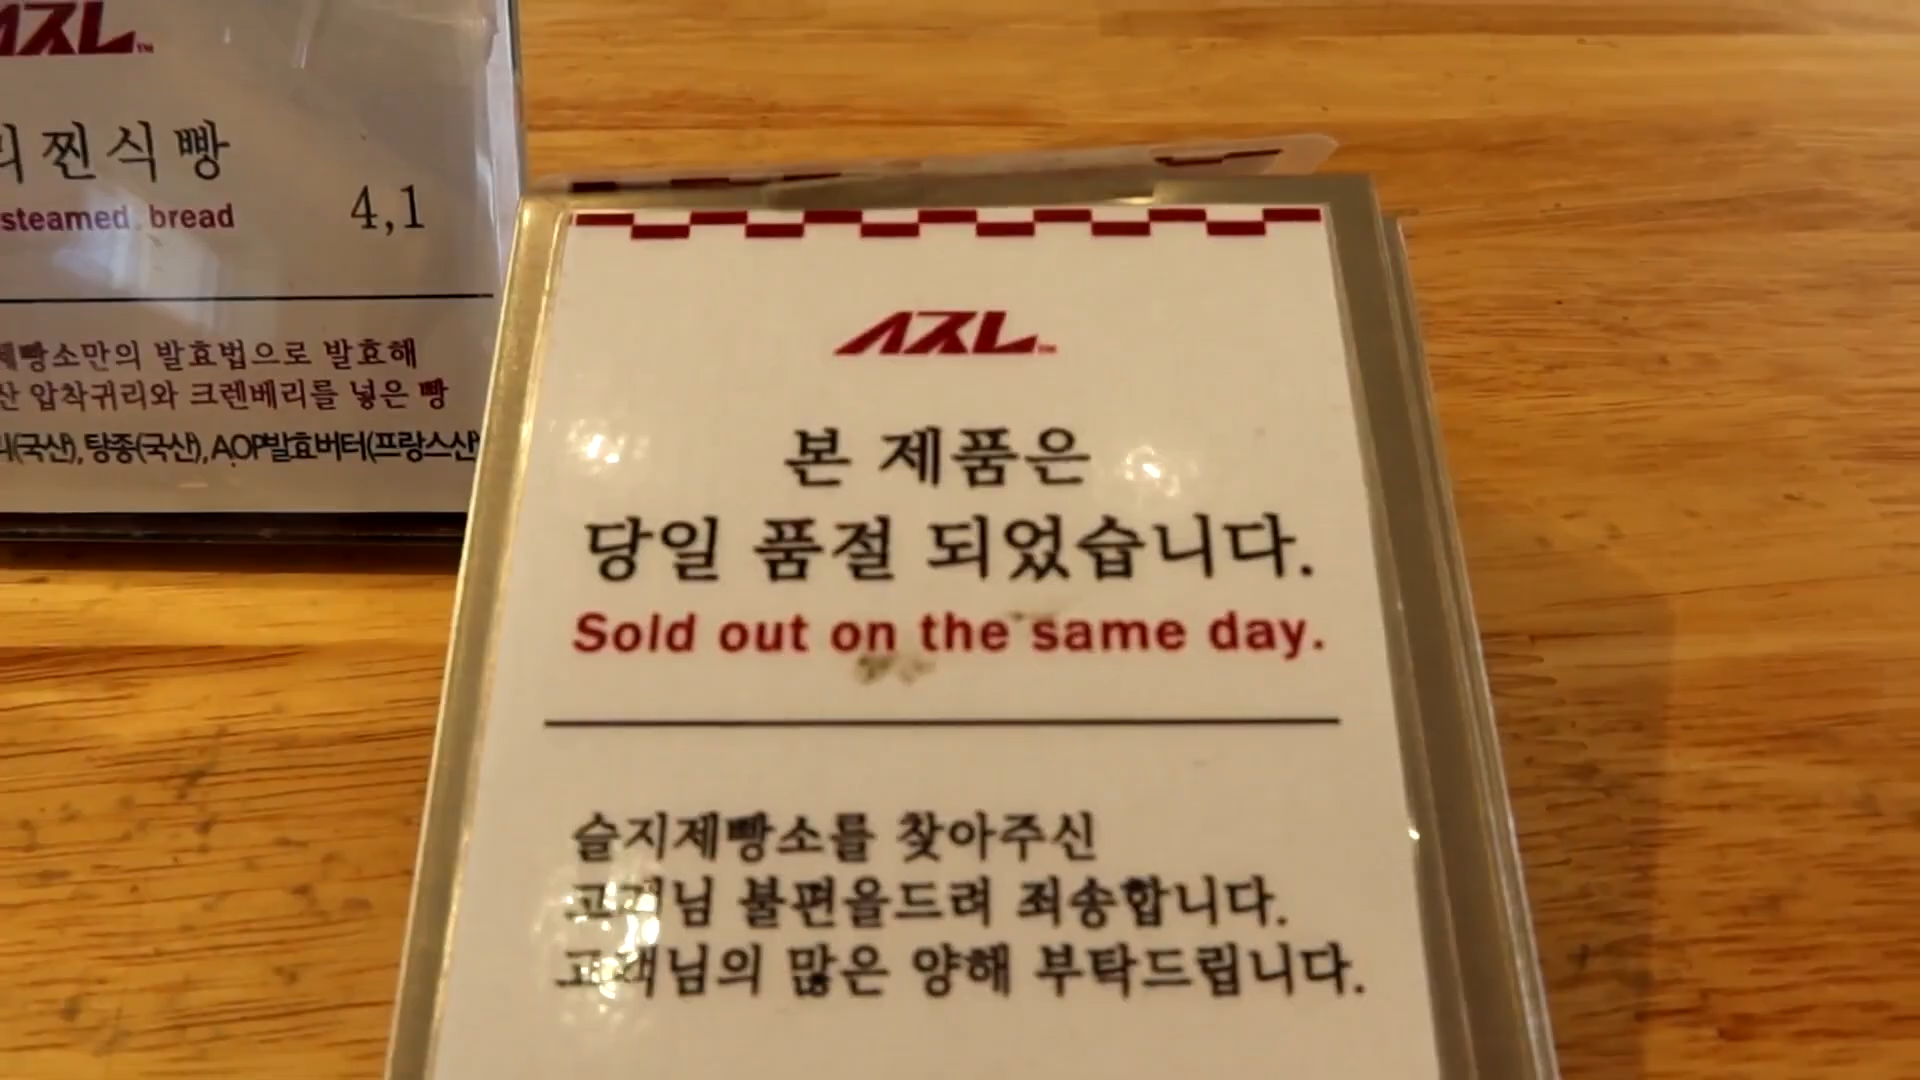 ㅅㅈㄴ™
찐식빵
steamed bread
4,1
제빵소만의 발효법으로 발효해
산 압착귀리와 크렌베리를 넣은 빵
(국산), 탕종(국산), AOP발효버터(프랑스산)
ㅅㅈㄴ™
본 제품은
당일 품절 되었습니다.
Sold out on the same day.
슬지제빵소를 찾아주신
고객님 불편을드려 죄송합니다.
고객님의 많은 양해 부탁드립니다.